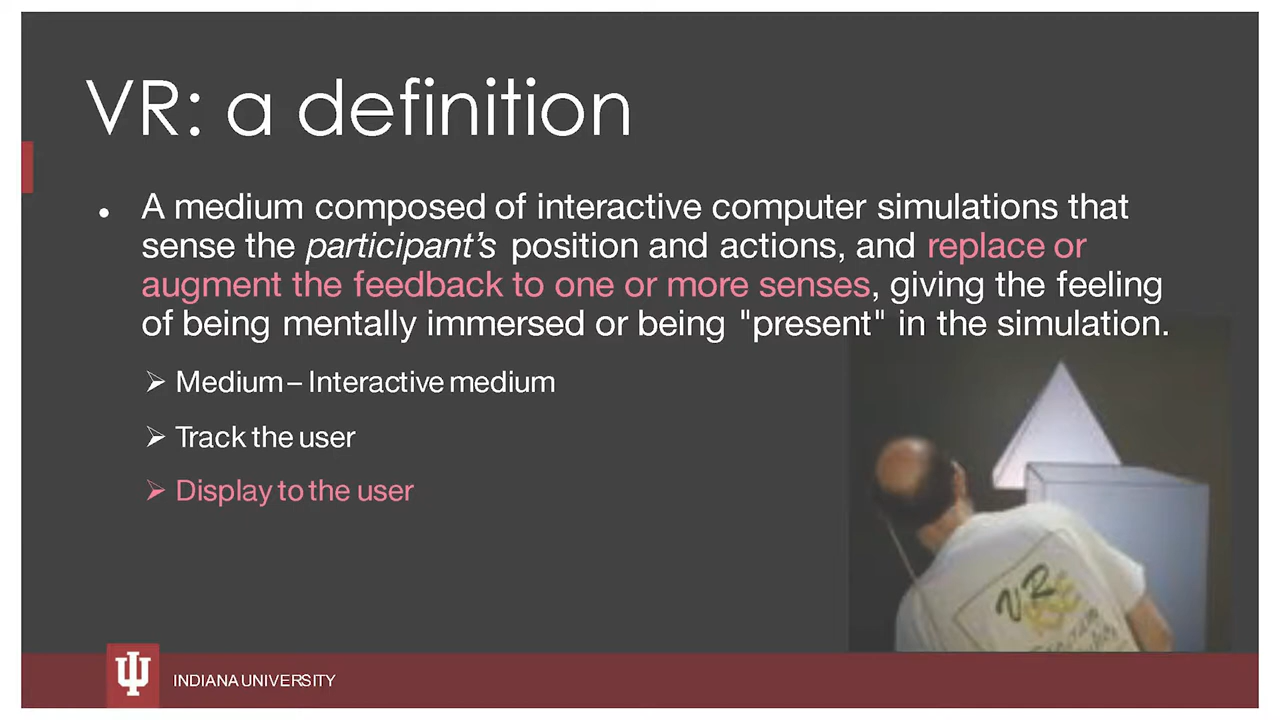 VR: a definition
• A medium composed of interactive computer simulations that
sense the participant’s position and actions, and replace or
augment the feedback to one or more senses, giving the feeling
of being mentally immersed or being "present" in the simulation.
➢ Medium – Interactive medium
➢ Track the user
➢ Display to the user
VR
INDIANA UNIVERSITY